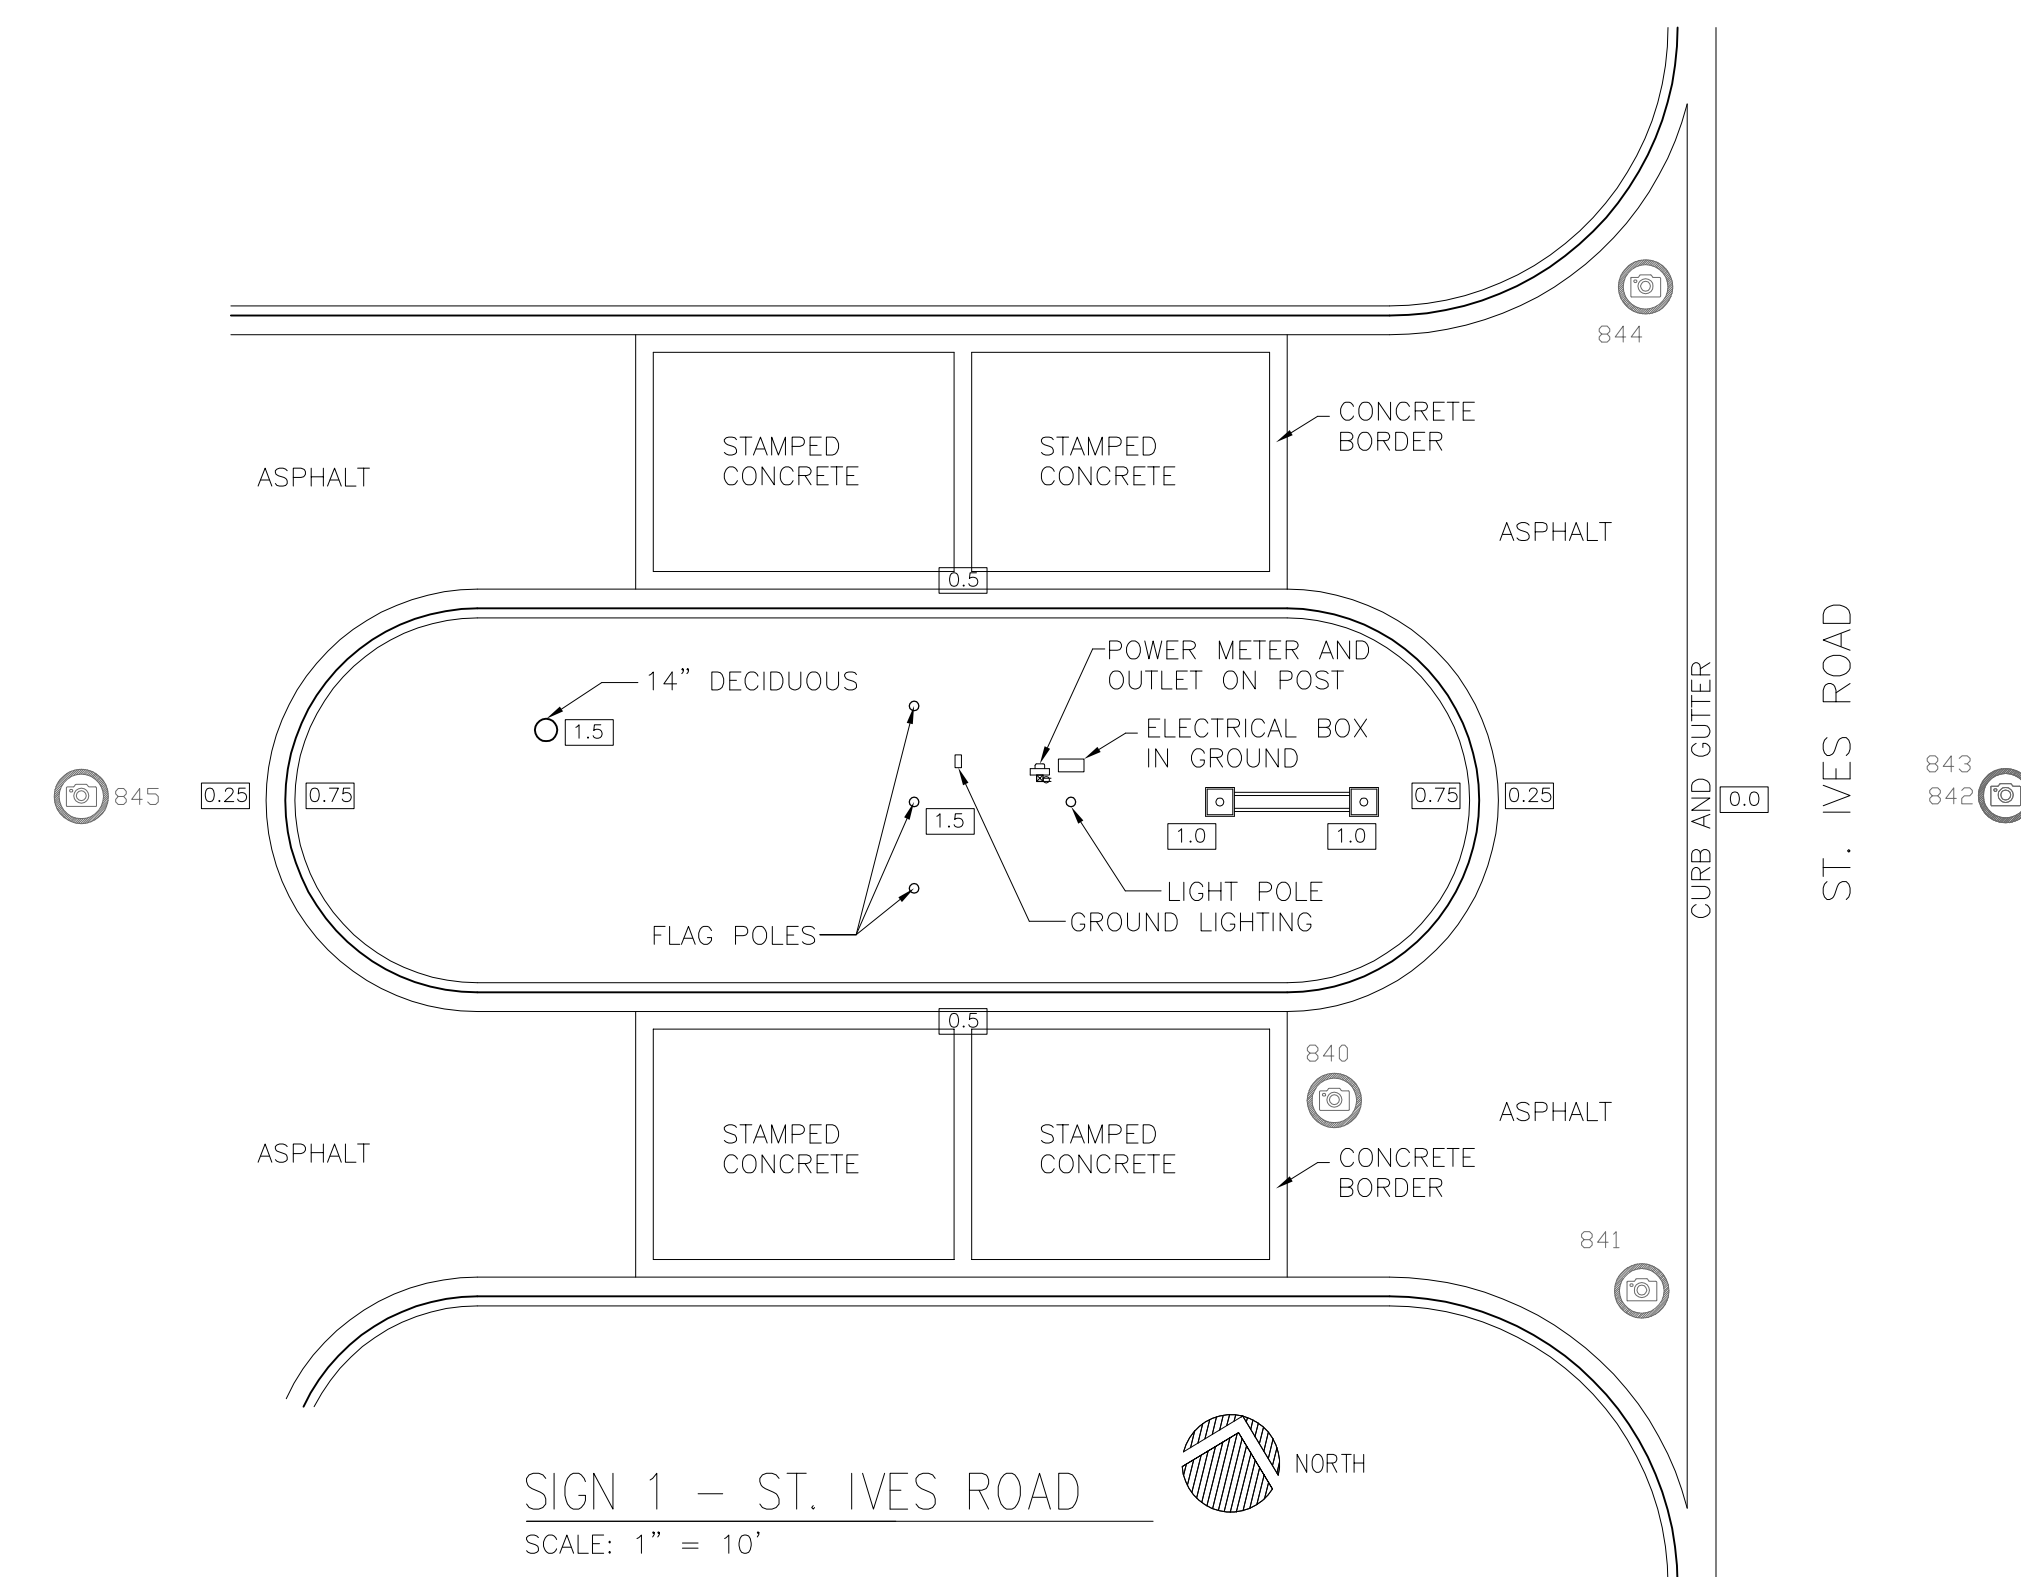 844
CONCRETE
BORDER
STAMPED
CONCRETE
STAMPED
CONCRETE
ASPHALT
ASPHALT
0.5
POWER METER AND
OUTLET ON POST
14” DECIDUOUS
1.5
ELECTRICAL BOX
IN GROUND
845
0.25
0.75
0.75
0.25
0.0
CURB AND GUTTER
ST. IVES ROAD
843
842
1.5
1.0
1.0
LIGHT POLE
GROUND LIGHTING
FLAG POLES
0.5
840
STAMPED
CONCRETE
STAMPED
CONCRETE
ASPHALT
ASPHALT
CONCRETE
BORDER
841
NORTH
SIGN 1 – ST. IVES ROAD
SCALE: 1” = 10’